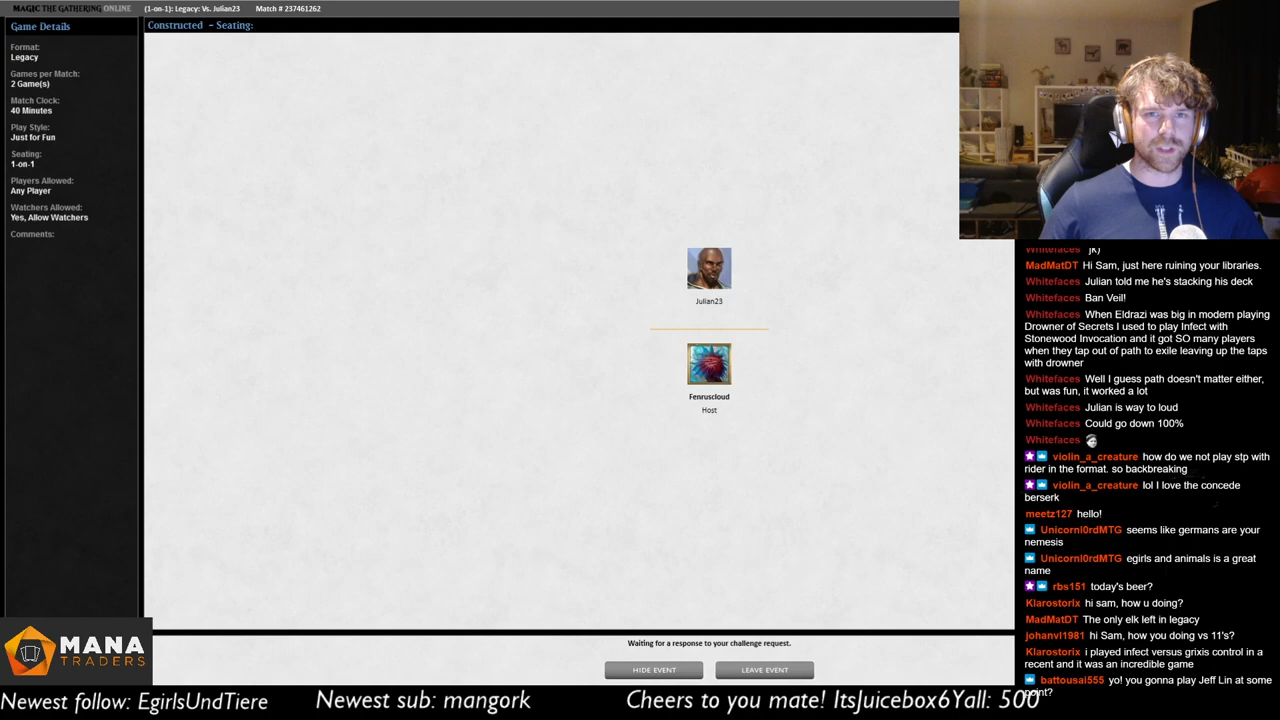 MAGIC THE GATHERING ONLINE (1-on-1): Legacy: Vs. Julian23 Match # 237461262
Game Details
Format:
Legacy
Games per Match:
2 Game(s)
Match Clock:
40 Minutes
Play Style:
Just for Fun
Seating:
1-on-1
Players Allowed:
Any Player
Watchers Allowed:
Yes, Allow Watchers
Comments:
Constructed - Seating:
Julian23
Fenruscloud
Host
Waiting for a response to your challenge request.
HIDE EVENT LEAVE EVENT
Whitefaces jk)
MadMatDT Hi Sam, just here ruining your libraries.
Whitefaces Julian told me he's stacking his deck
Whitefaces Ban Veil!
Whitefaces When Eldrazi was big in modern playing
Drowner of Secrets I used to play Infect with
Stonewood Invocation and it got SO many players
when they tap out of path to exile leaving up the taps
with drowner
Whitefaces Well I guess path doesn't matter either,
but was fun, it worked a lot
Whitefaces Julian is way to loud
Whitefaces Could go down 100%
Whitefaces
violin_a_creature how do we not play stp with
rider in the format. so backbreaking
violin_a_creature lol I love the concede
berserk
meetz127 hello!
Unicornl0rdMTG seems like germans are your
nemesis
Unicornl0rdMTG egirls and animals is a great
name
rbs151 today's beer?
Klarostorix hi sam, how u doing?
MadMatDT The only elk left in legacy
johanvl1981 hi Sam, how you doing vs 11's?
Klarostorix i played infect versus grixis control in a
recent and it was an incredible game
battousai555 yo! you gonna play Jeff Lin at some
point?
MANA
TRADERS
Newest follow: EgirlsUndTiere Newest sub: mangork Cheers to you mate! ItsJuicebox6Yall: 500